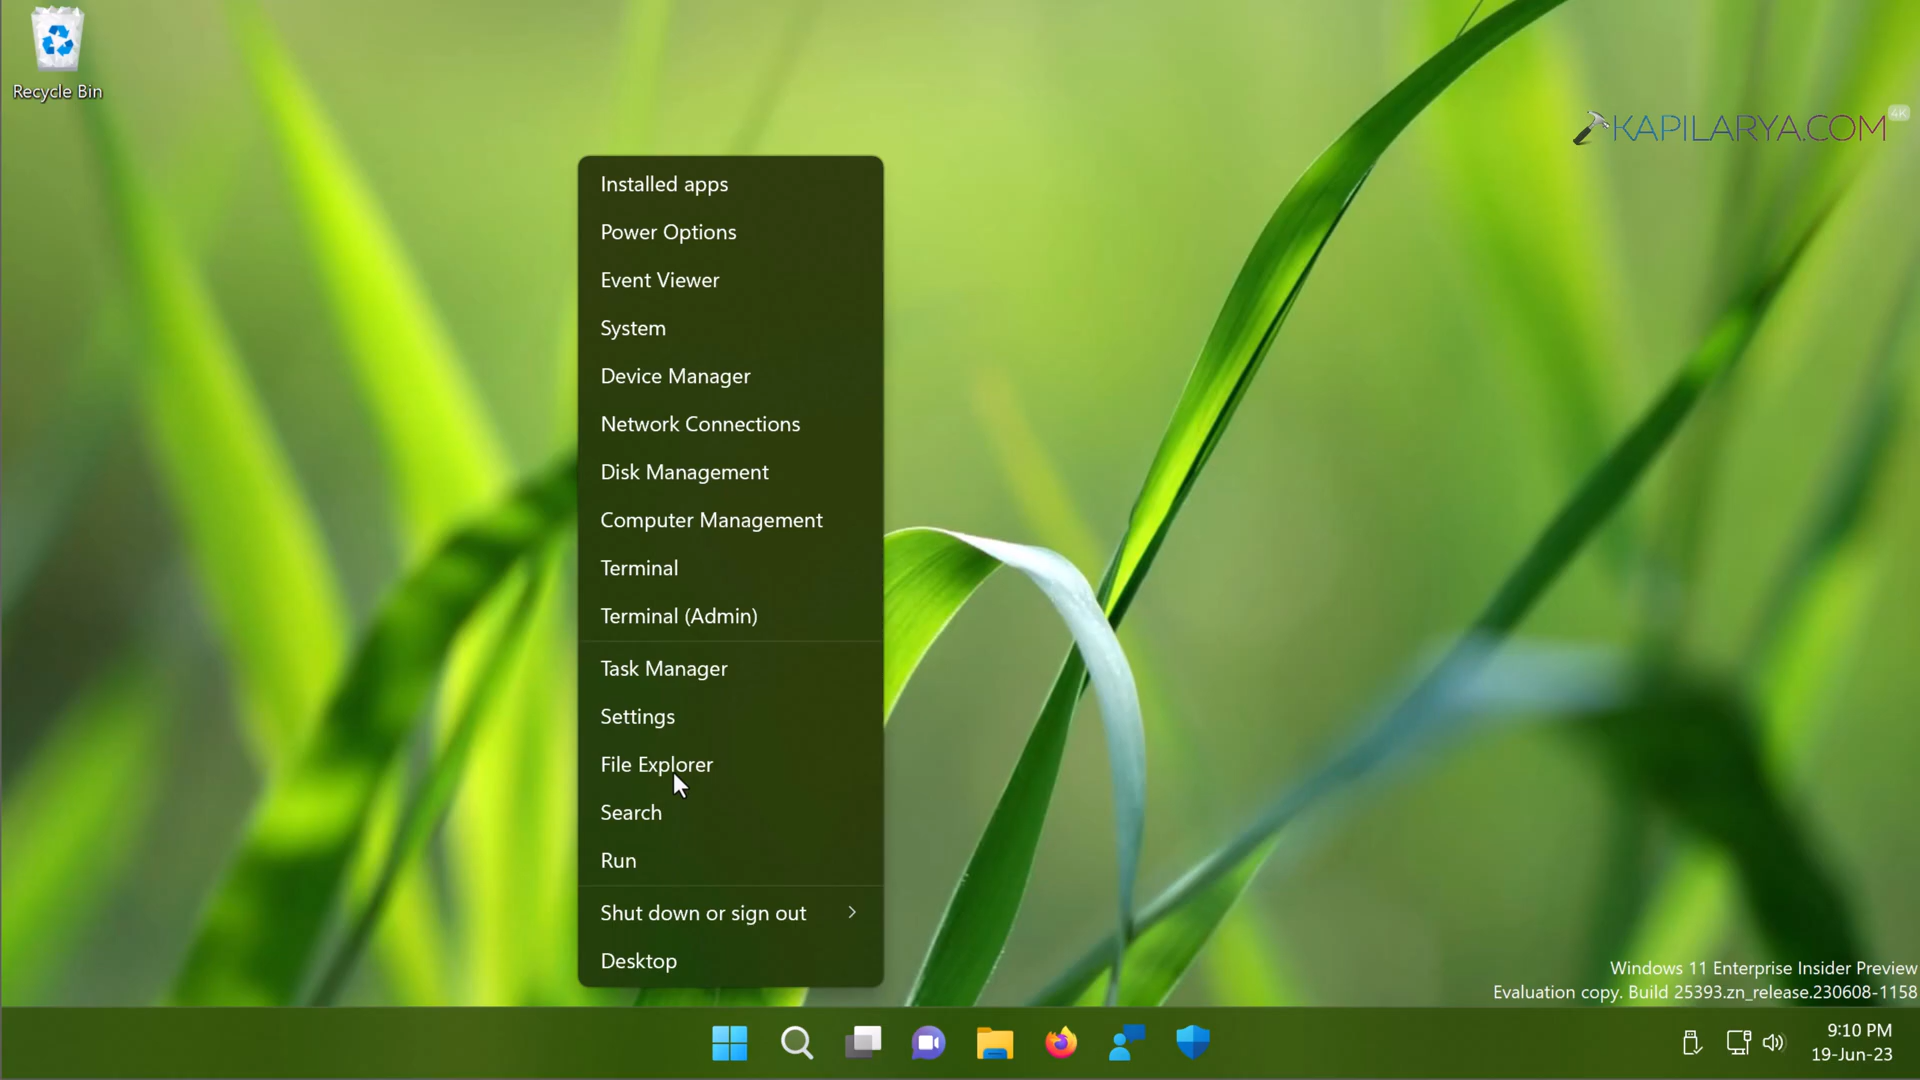 Recycle Bin
KAPILARYA.COM
4K
Installed apps
Power Options
Event Viewer
System
Device Manager
Network Connections
Disk Management
Computer Management
Terminal
Terminal (Admin)
Task Manager
Settings
File Explorer
Search
Run
Shut down or sign out
Desktop
Windows 11 Enterprise Insider Preview
Evaluation copy. Build 25393.zn_release.230608-1158
9:10 PM
19-Jun-23